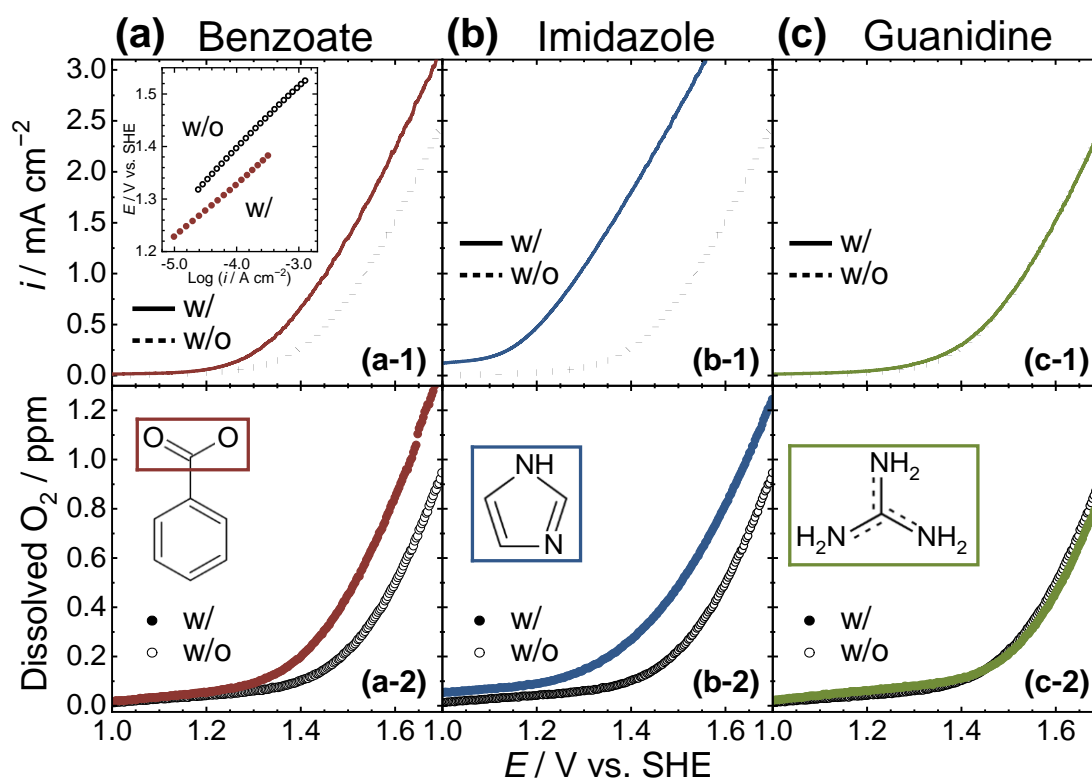 (a) Benzoate
(b) Imidazole
(c) Guanidine
i / mA cm⁻²
3.0
2.5
2.0
1.5
1.0
0.5
0.0
E / V vs. SHE
1.5
1.4
1.3
1.2
w/o
w/
-5.0 -4.0 -3.0
Log (i / A cm⁻²)
w/
w/o
(a-1)
w/
w/o
(b-1)
w/
w/o
(c-1)
Dissolved O₂ / ppm
1.2
1.0
0.8
0.6
0.4
0.2
0.0
O O
w/
w/o
(a-2)
NH
N
w/
w/o
(b-2)
NH₂
H₂N NH₂
w/
w/o
(c-2)
1.0 1.2 1.4 1.6 1.0 1.2 1.4 1.6 1.0 1.2 1.4 1.6
E / V vs. SHE